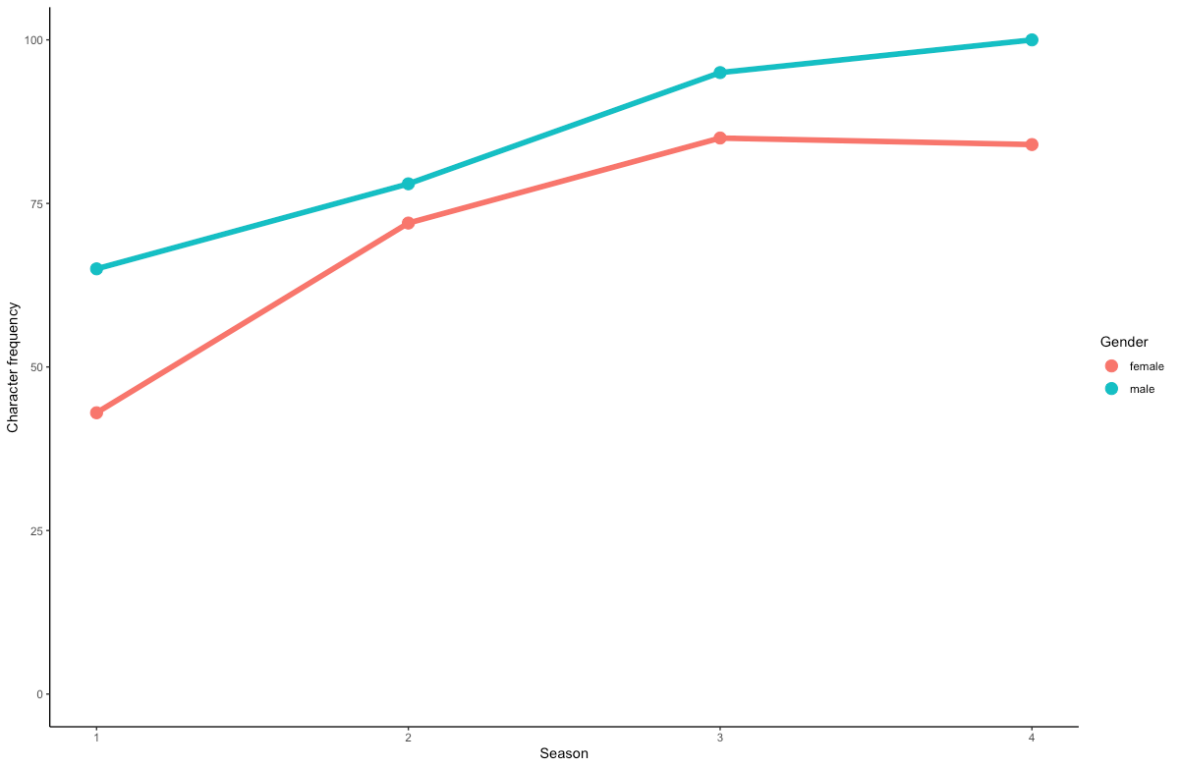 100
75
50
25
0
Character frequency
1 2 3 4
Season
Gender
female
male